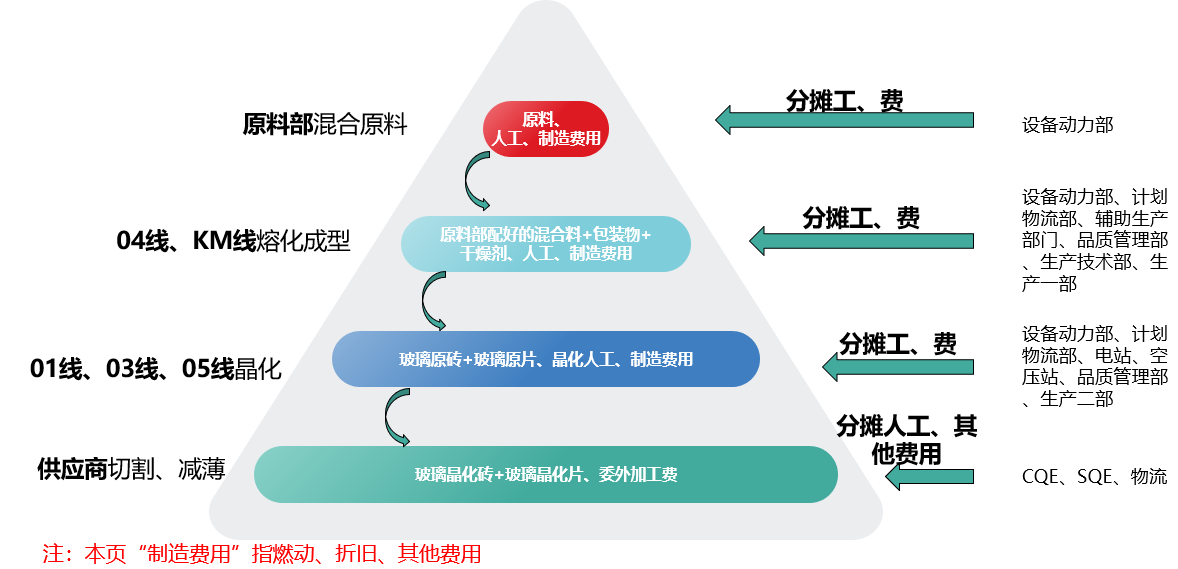 分摊工、费
原料部混合原料
原料、
人工、制造费用
设备动力部
04线、KM线熔化成型
原料部配好的混合料+包装物+
干燥剂、人工、制造费用
分摊工、费
设备动力部、计划
物流部、辅助生产
部门、品质管理部
、生产技术部、生
产一部
01线、03线、05线晶化
玻璃原砖+玻璃原片、晶化人工、制造费用
分摊工、费
设备动力部、计划
物流部、电站、空
压站、品质管理部
、生产二部
供应商切割、减薄
玻璃晶化砖+玻璃晶化片、委外加工费
分摊人工、其
他费用
CQE、SQE、物流
注：本页“制造费用”指燃动、折旧、其他费用